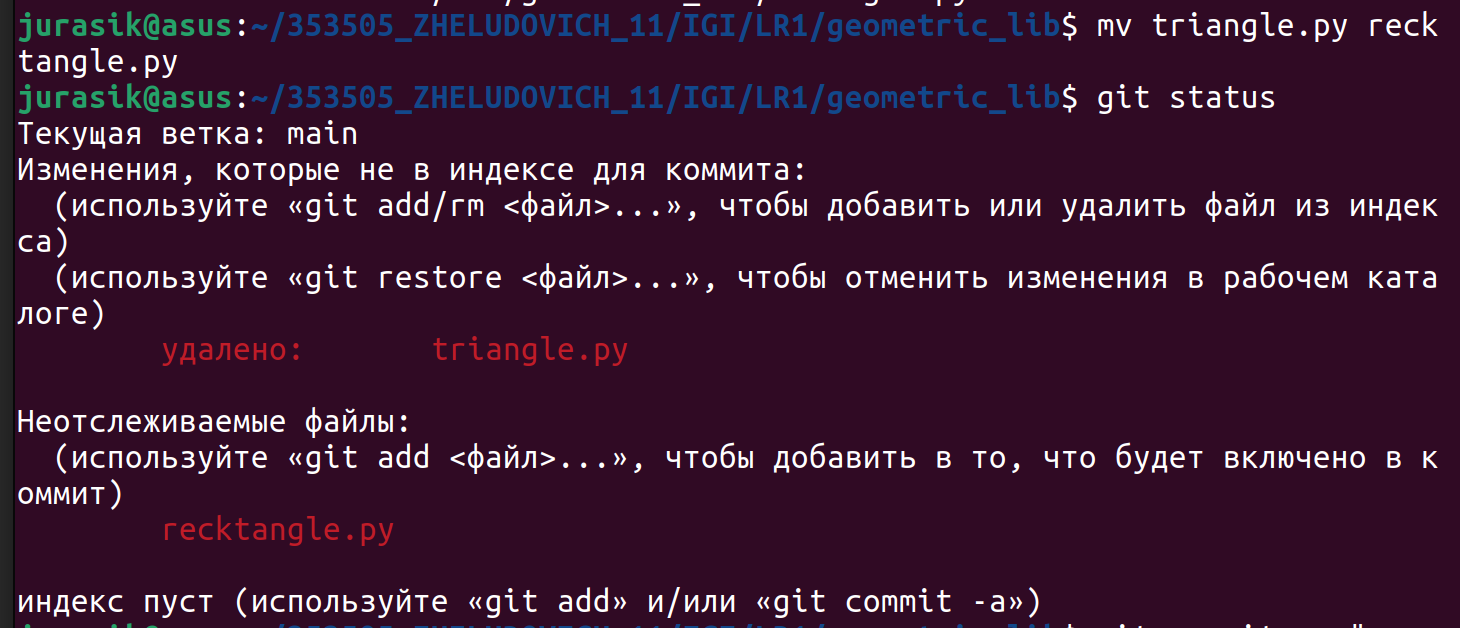 jurasik@asus:~/353505_ZHELUDOVICH_11/IGI/LR1/geometric_lib$ mv triangle.py reck
tangle.py
jurasik@asus:~/353505_ZHELUDOVICH_11/IGI/LR1/geometric_lib$ git status
Текущая ветка: main
Изменения, которые не в индексе для коммита:
  (используйте «git add/rm <файл>...», чтобы добавить или удалить файл из индек
са)
  (используйте «git restore <файл>...», чтобы отменить изменения в рабочем ката
логе)
        удалено:       triangle.py

Неотслеживаемые файлы:
  (используйте «git add <файл>...», чтобы добавить в то, что будет включено в к
оммит)
        recktangle.py

индекс пуст (используйте «git add» и/или «git commit -a»)